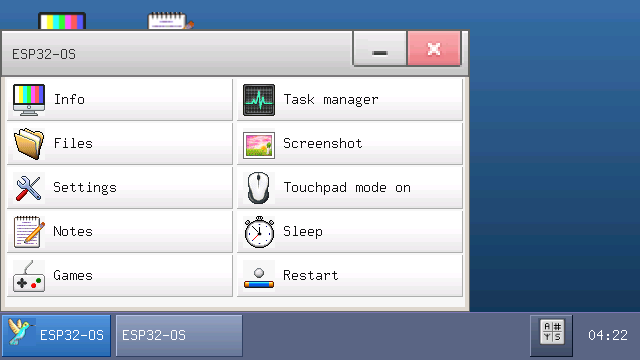 ESP32-OS
Info
Task manager
Files
Screenshot
Settings
Touchpad mode on
Notes
Sleep
Games
Restart
ESP32-OS
ESP32-OS
A#
TS
04:22